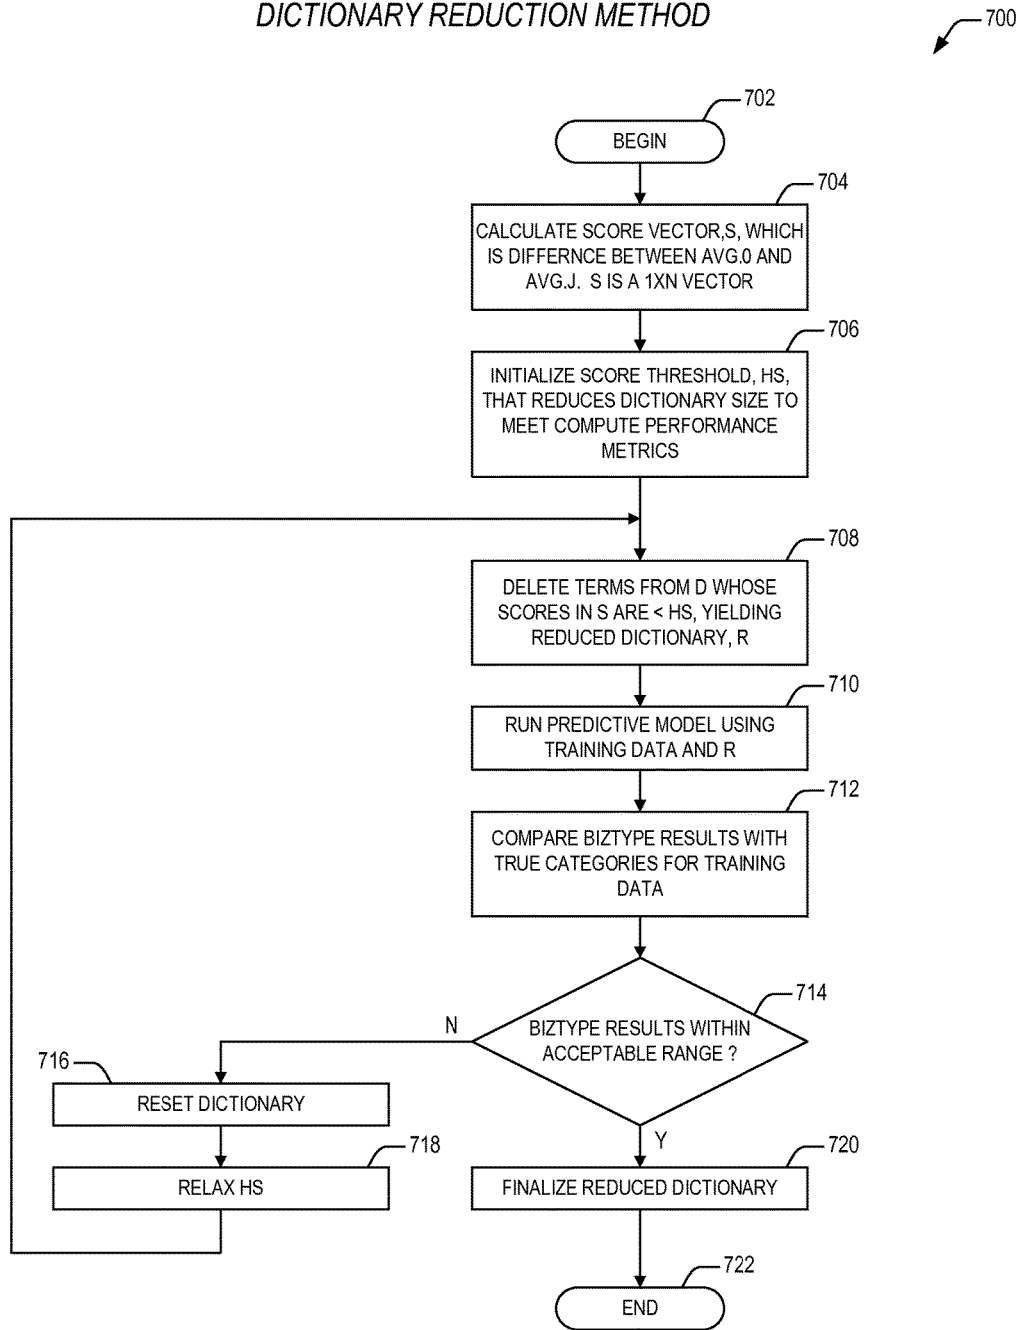 DICTIONARY REDUCTION METHOD
700
702
BEGIN
704
CALCULATE SCORE VECTOR,S, WHICH
IS DIFFERNCE BETWEEN AVG.0 AND
AVG.J. S IS A 1XN VECTOR
706
INITIALIZE SCORE THRESHOLD, HS,
THAT REDUCES DICTIONARY SIZE TO
MEET COMPUTE PERFORMANCE
METRICS
708
DELETE TERMS FROM D WHOSE
SCORES IN S ARE < HS, YIELDING
REDUCED DICTIONARY, R
710
RUN PREDICTIVE MODEL USING
TRAINING DATA AND R
712
COMPARE BIZTYPE RESULTS WITH
TRUE CATEGORIES FOR TRAINING
DATA
714
BIZTYPE RESULTS WITHIN
ACCEPTABLE RANGE ?
N
716
RESET DICTIONARY
718
RELAX HS
Y
720
FINALIZE REDUCED DICTIONARY
722
END